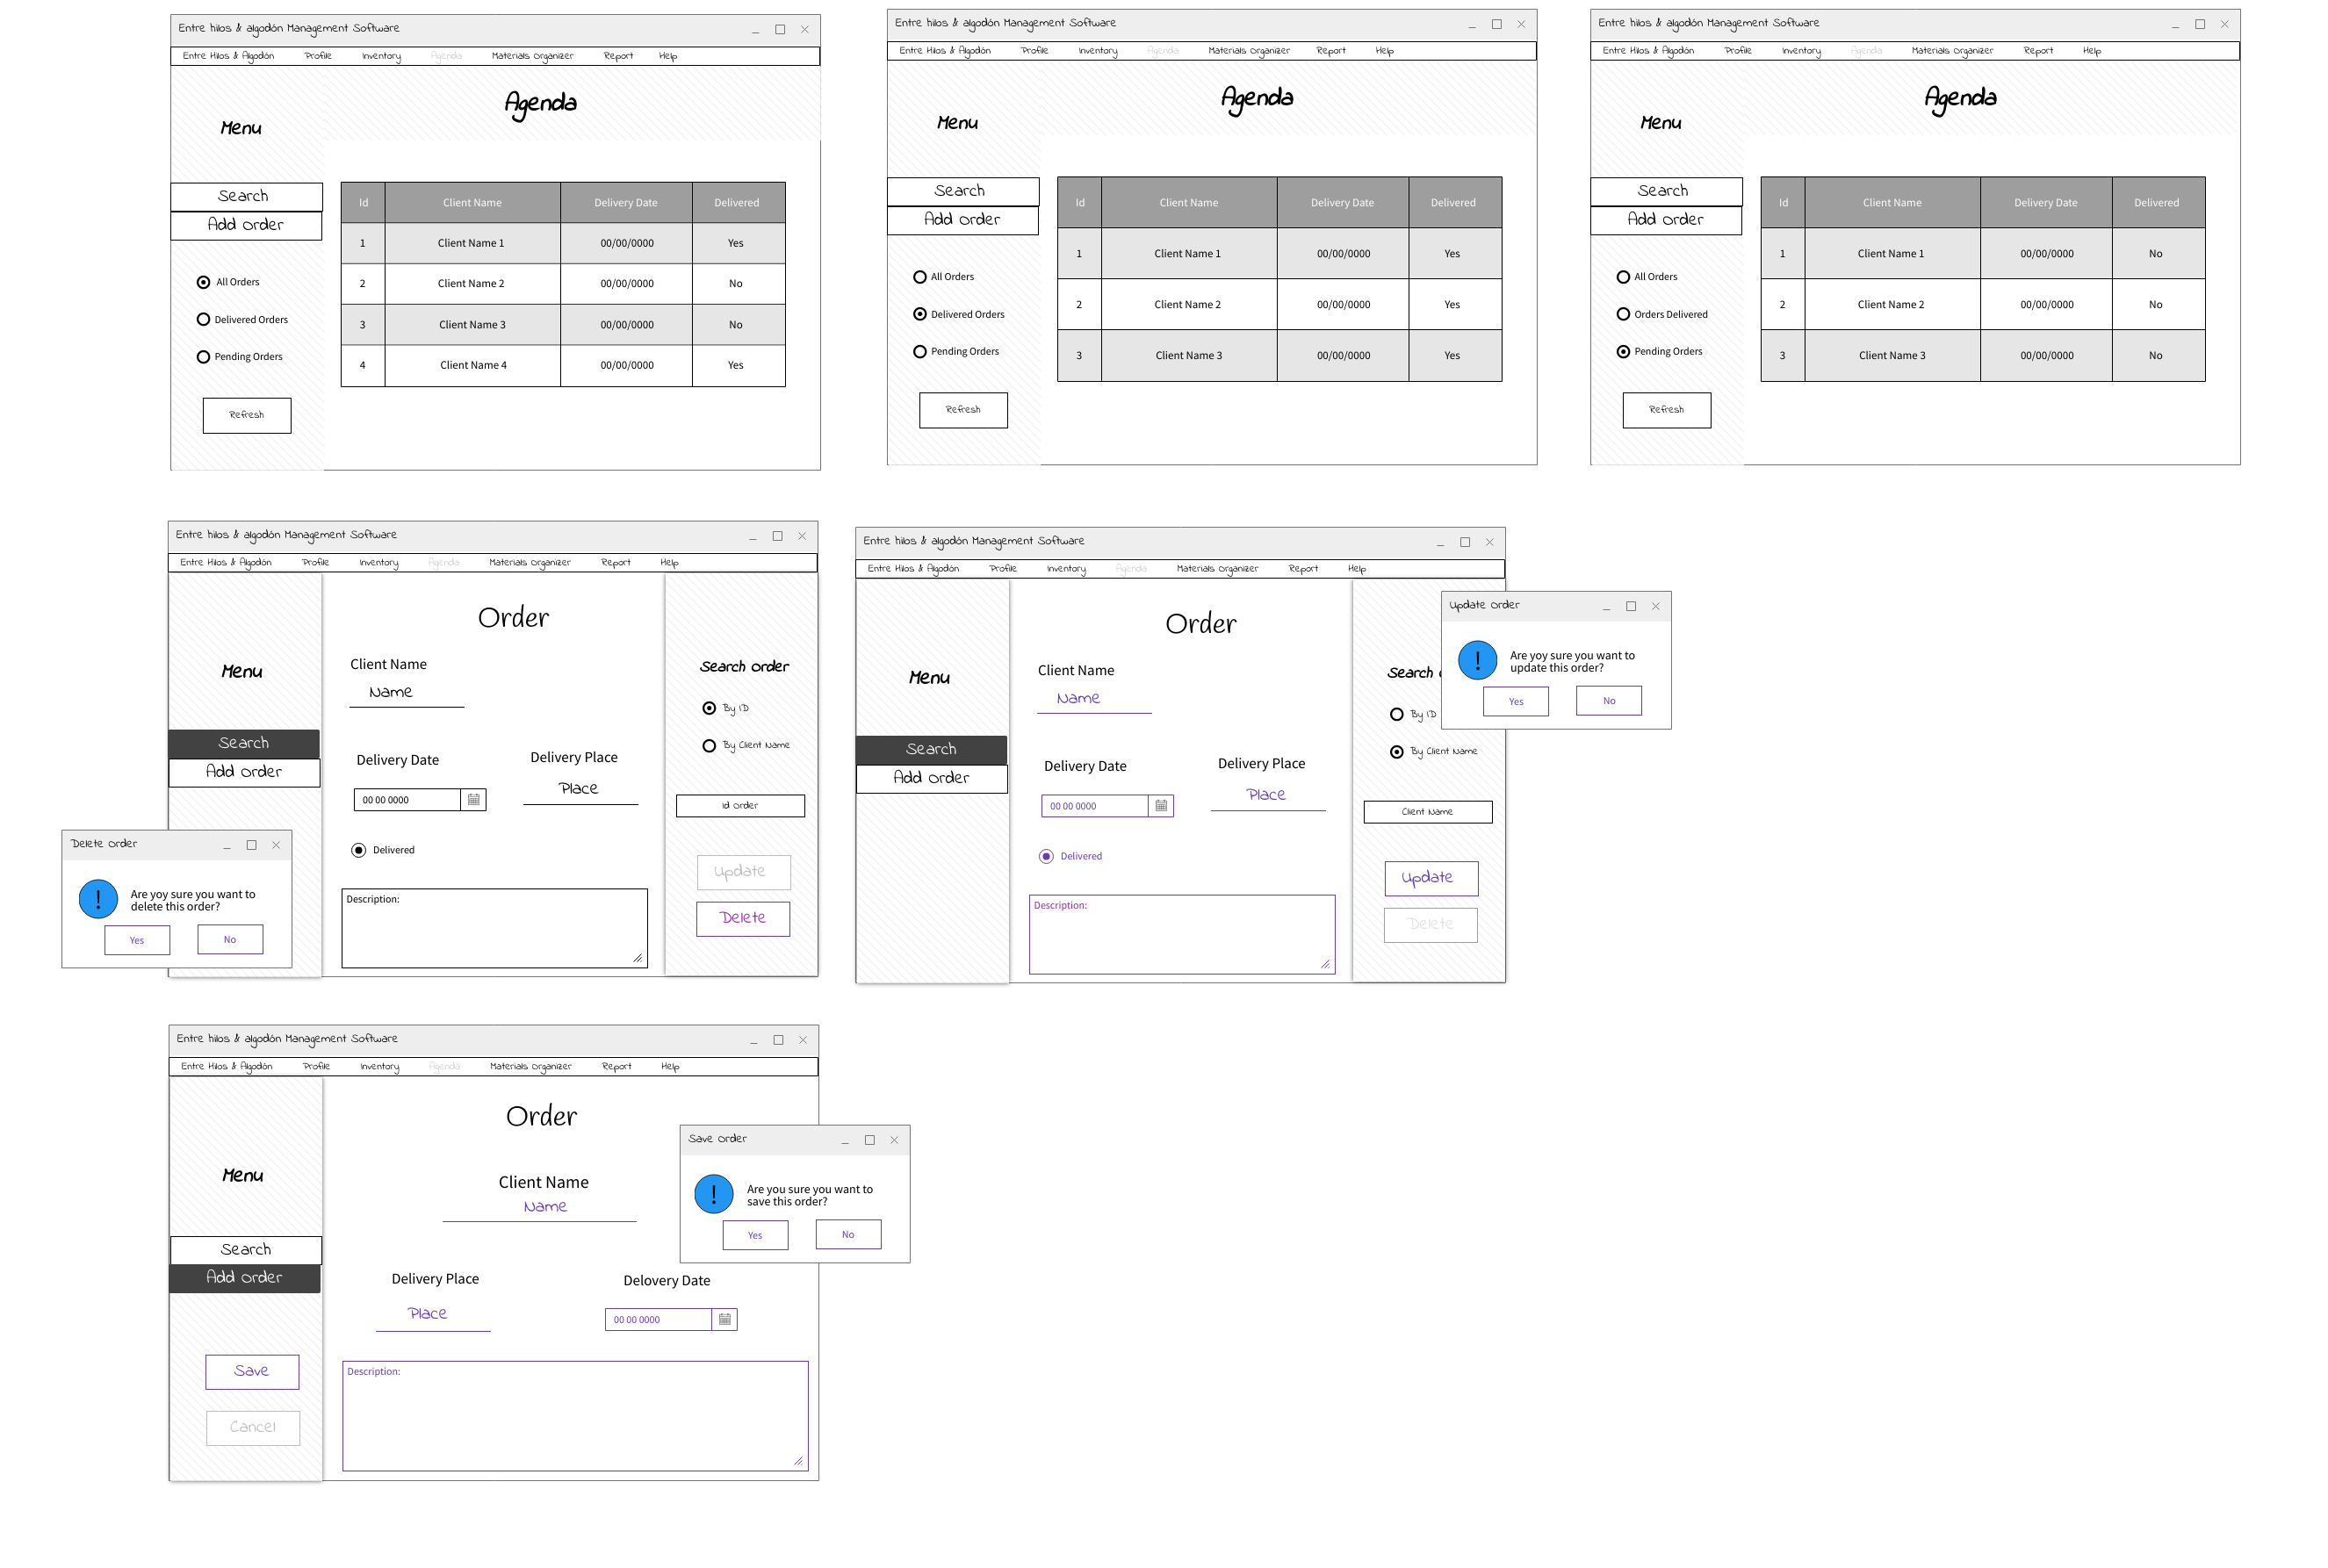 Entre hilos & algodón Management Software
Entre Hilos & Algodón Profile Inventory Agenda Materials Organizer Report Help
Agenda
Menu
Search
Add Order
All Orders
Delivered Orders
Pending Orders
Refresh
Id Client Name Delivery Date Delivered
1 Client Name 1 00/00/0000 Yes
2 Client Name 2 00/00/0000 No
3 Client Name 3 00/00/0000 No
4 Client Name 4 00/00/0000 Yes
Entre hilos & algodón Management Software
Entre Hilos & Algodón Profile Inventory Agenda Materials Organizer Report Help
Agenda
Menu
Search
Add Order
All Orders
Delivered Orders
Pending Orders
Refresh
Id Client Name Delivery Date Delivered
1 Client Name 1 00/00/0000 Yes
2 Client Name 2 00/00/0000 Yes
3 Client Name 3 00/00/0000 Yes
Entre hilos & algodón Management Software
Entre Hilos & Algodón Profile Inventory Agenda Materials Organizer Report Help
Agenda
Menu
Search
Add Order
All Orders
Orders Delivered
Pending Orders
Refresh
Id Client Name Delivery Date Delivered
1 Client Name 1 00/00/0000 No
2 Client Name 2 00/00/0000 No
3 Client Name 3 00/00/0000 No
Entre hilos & algodón Management Software
Entre Hilos & Algodón Profile Inventory Agenda Materials Organizer Report Help
Menu
Search
Add Order
Order
Client Name
Name
Delivery Date
00 00 0000
Delivery Place
Place
Delivered
Description:
Search Order
By ID
By Client Name
Id Order
Update
Delete
Delete Order
!
Are yoy sure you want to
delete this order?
Yes No
Entre hilos & algodón Management Software
Entre Hilos & Algodón Profile Inventory Agenda Materials Organizer Report Help
Menu
Search
Add Order
Order
Client Name
Name
Delivery Date
00 00 0000
Delivery Place
Place
Delivered
Description:
Search
By ID
By Client Name
Client Name
Update
Delete
Update Order
!
Are yoy sure you want to
update this order?
Yes No
Entre hilos & algodón Management Software
Entre Hilos & Algodón Profile Inventory Agenda Materials Organizer Report Help
Menu
Search
Add Order
Save
Cancel
Order
Client Name
Name
Delivery Place
Place
Delovery Date
00 00 0000
Description:
Save Order
!
Are you sure you want to
save this order?
Yes No